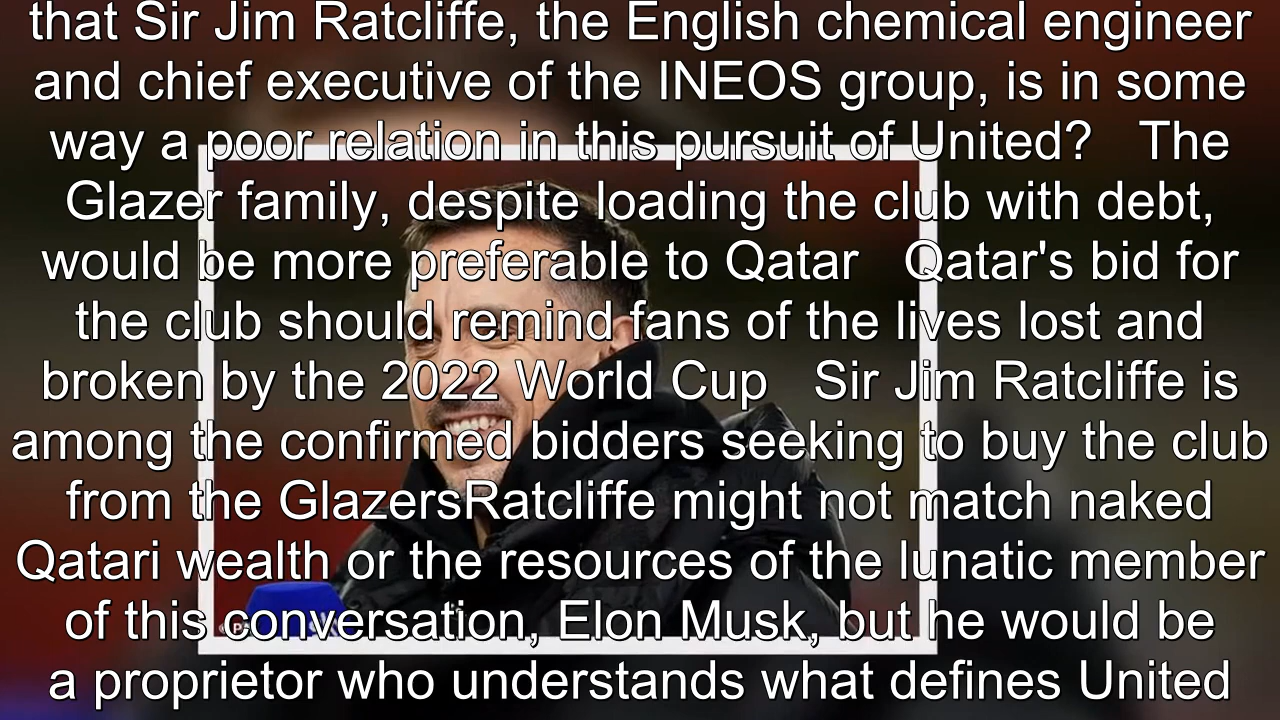 that Sir Jim Ratcliffe, the English chemical engineer
and chief executive of the INEOS group, is in some
way a poor relation in this pursuit of United?   The
Glazer family, despite loading the club with debt,
would be more preferable to Qatar   Qatar's bid for
the club should remind fans of the lives lost and
broken by the 2022 World Cup   Sir Jim Ratcliffe is
among the confirmed bidders seeking to buy the club
from the GlazersRatcliffe might not match naked
Qatari wealth or the resources of the lunatic member
of this conversation, Elon Musk, but he would be
a proprietor who understands what defines United